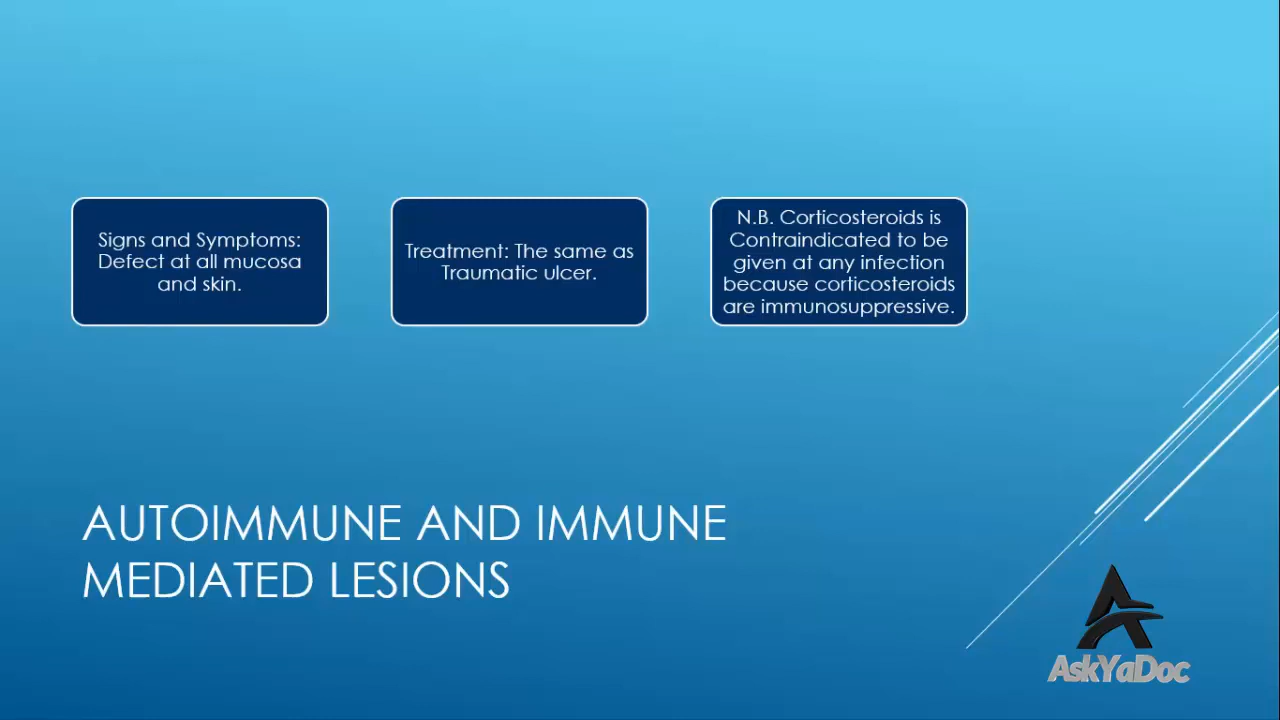 Signs and Symptoms:
Defect at all mucosa
and skin.
Treatment: The same as
Traumatic ulcer.
N.B. Corticosteroids is
Contraindicated to be
given at any infection
because corticosteroids
are immunosuppressive.
AUTOIMMUNE AND IMMUNE
MEDIATED LESIONS
AskYaDoc